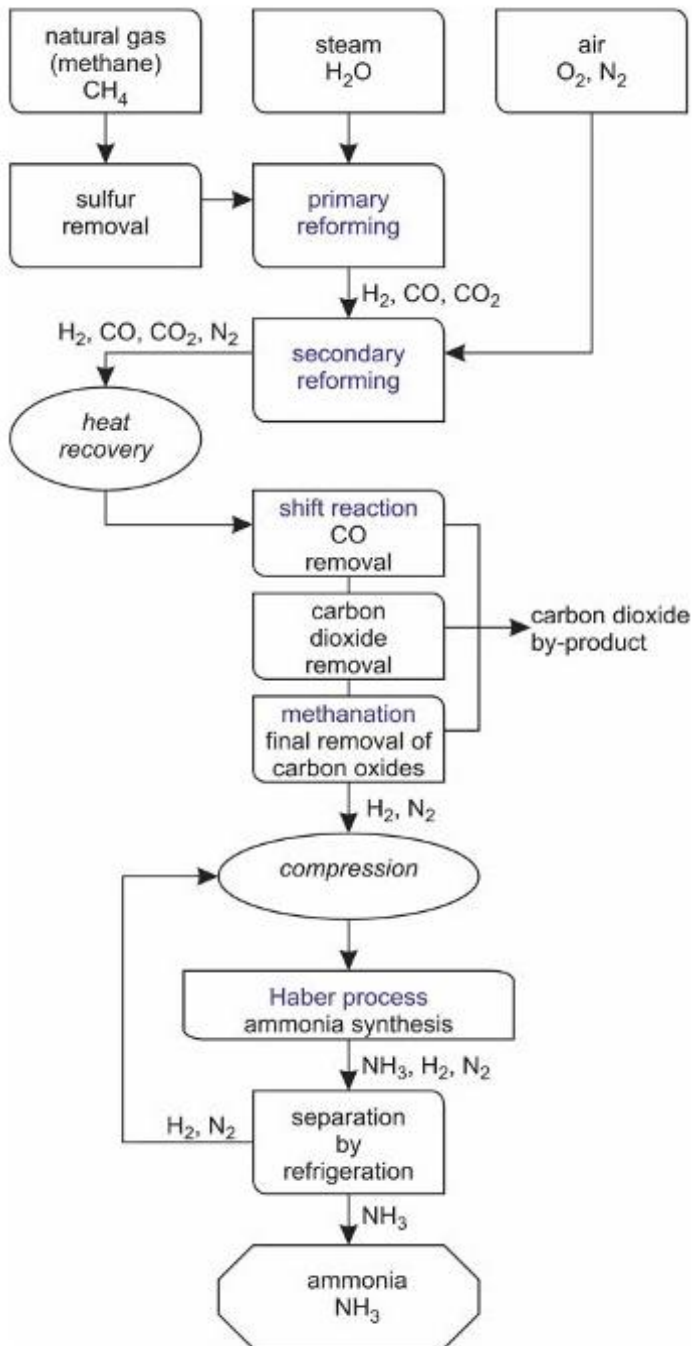 natural gas
(methane)
CH₄
steam
H₂O
air
O₂, N₂
sulfur
removal
primary
reforming
H₂, CO, CO₂
H₂, CO, CO₂, N₂
secondary
reforming
heat
recovery
shift reaction
CO
removal
carbon
dioxide
removal
carbon dioxide
by-product
methanation
final removal of
carbon oxides
H₂, N₂
compression
Haber process
ammonia synthesis
NH₃, H₂, N₂
H₂, N₂
separation
by
refrigeration
NH₃
ammonia
NH₃